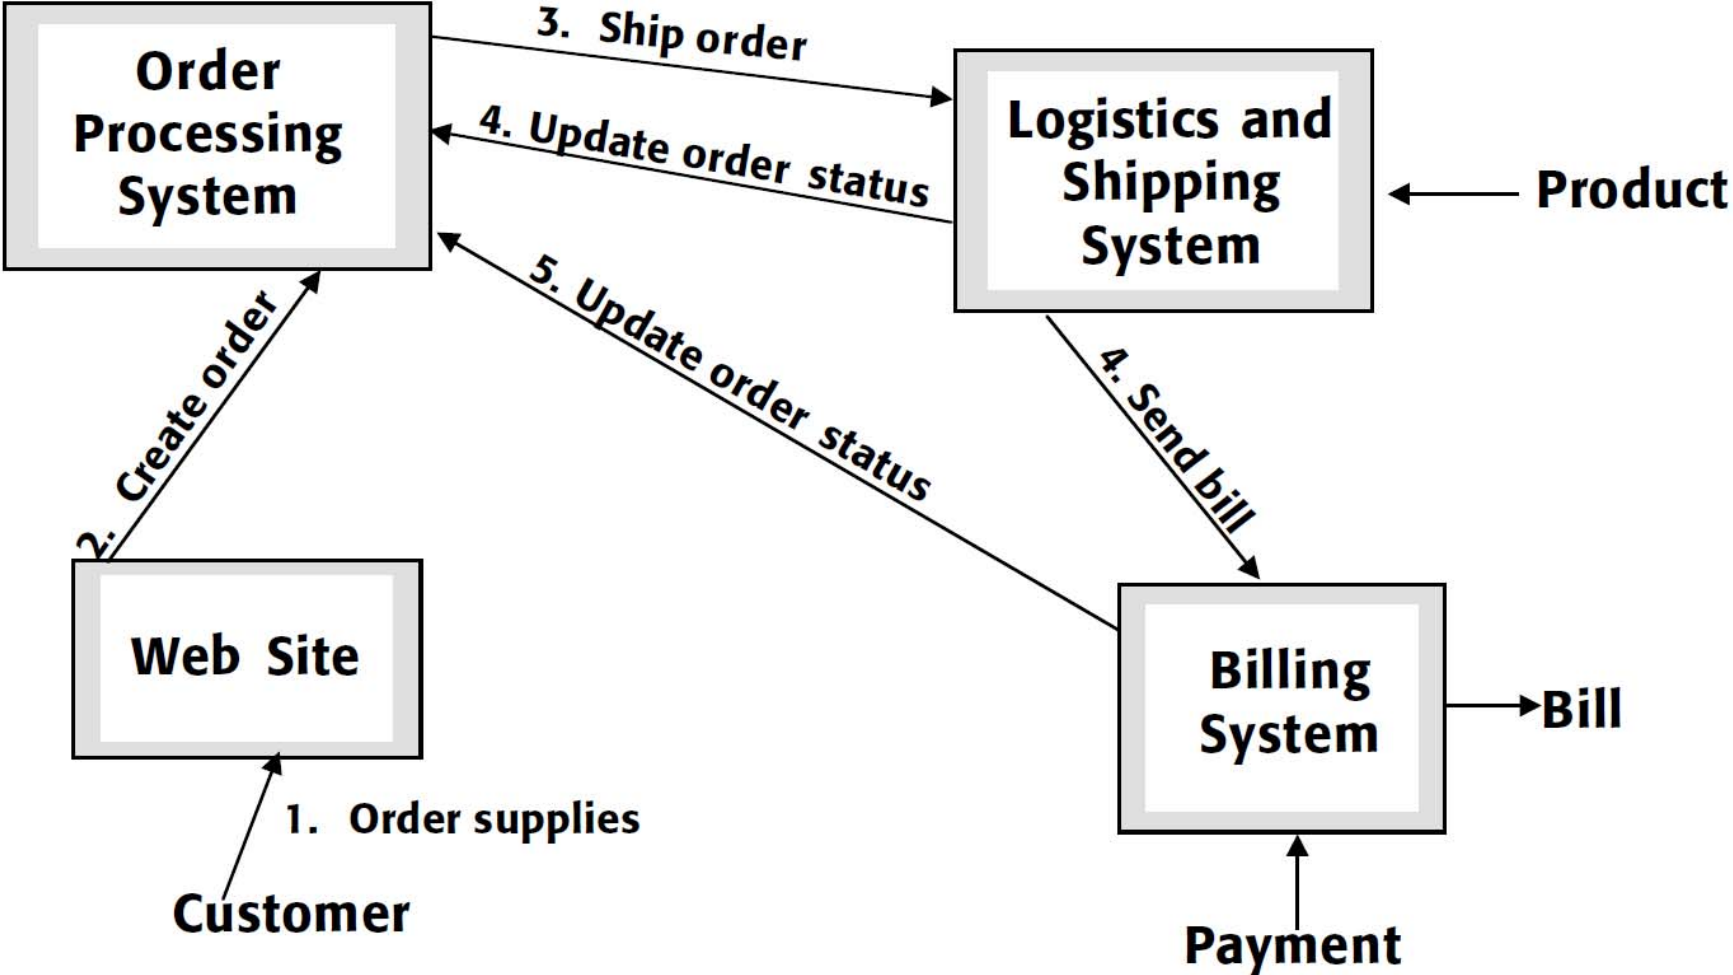 3. Ship order
Order
Processing
System
4. Update order status
Logistics and
Shipping
System
Product
5. Update order status
2. Create order
4. Send bill
Web Site
Billing
System
Bill
1. Order supplies
Customer
Payment